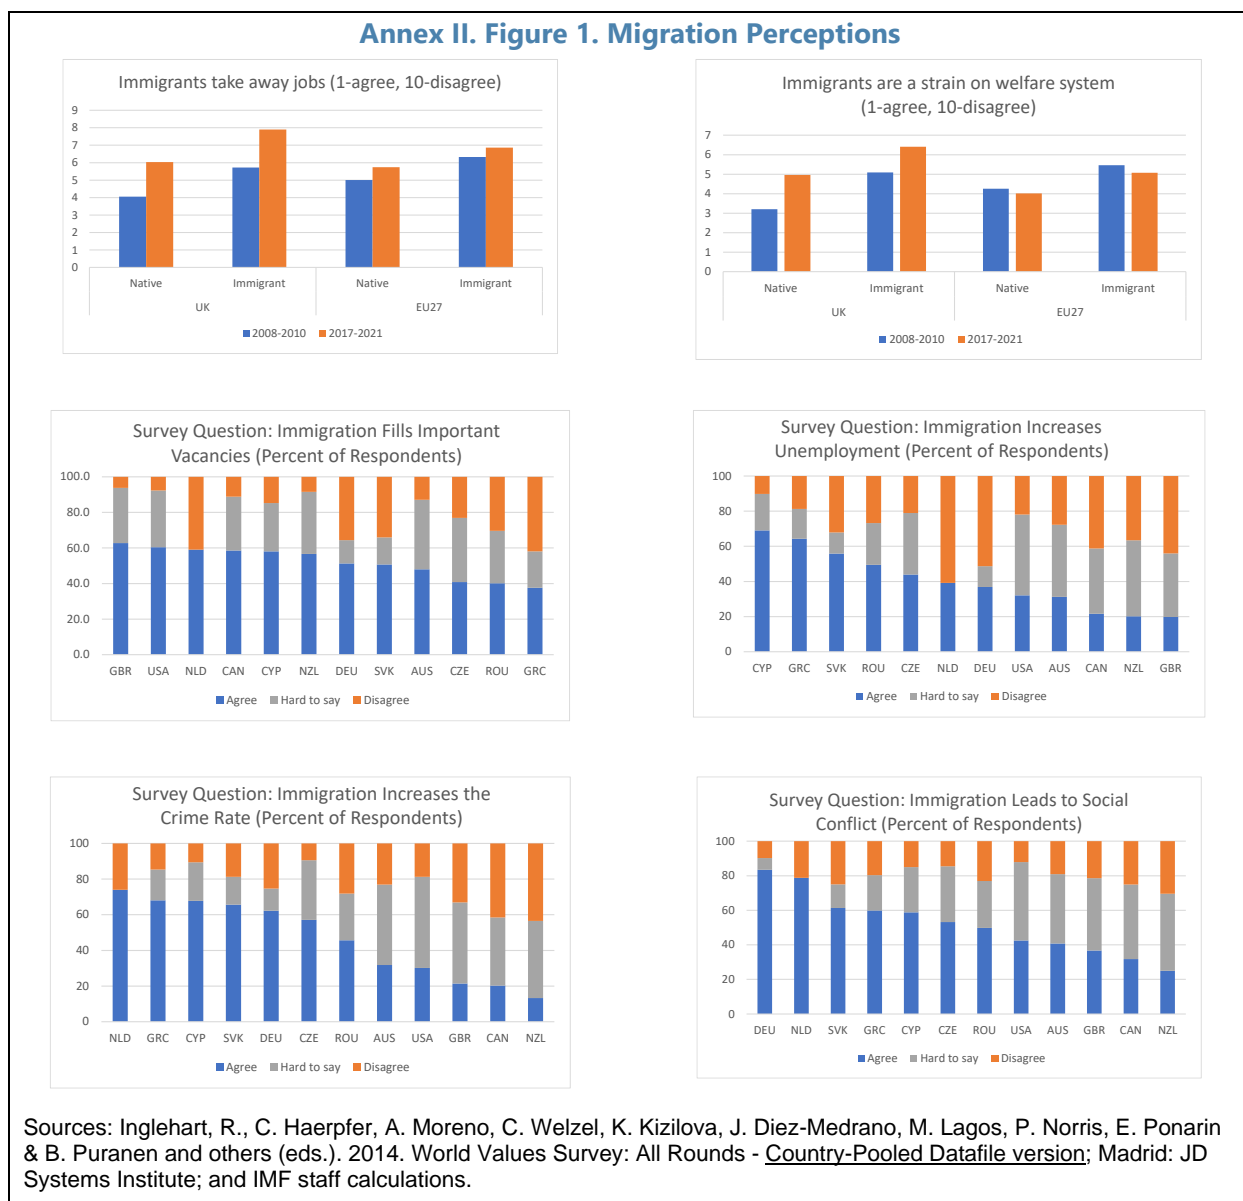 Annex II. Figure 1. Migration Perceptions
Immigrants take away jobs (1-agree, 10-disagree)
9
8
7
6
5
4
3
2
1
0
Native Immigrant Native Immigrant
UK EU27
2008-2010 2017-2021
Immigrants are a strain on welfare system
(1-agree, 10-disagree)
7
6
5
4
3
2
1
0
Native Immigrant Native Immigrant
UK EU27
2008-2010 2017-2021
Survey Question: Immigration Fills Important
Vacancies (Percent of Respondents)
100.0
80.0
60.0
40.0
20.0
0.0
GBR USA NLD CAN CYP NZL DEU SVK AUS CZE ROU GRC
Agree Hard to say Disagree
Survey Question: Immigration Increases
Unemployment (Percent of Respondents)
100
80
60
40
20
0
CYP GRC SVK ROU CZE NLD DEU USA AUS CAN NZL GBR
Agree Hard to say Disagree
Survey Question: Immigration Increases the
Crime Rate (Percent of Respondents)
100
80
60
40
20
0
NLD GRC CYP SVK DEU CZE ROU AUS USA GBR CAN NZL
Agree Hard to say Disagree
Survey Question: Immigration Leads to Social
Conflict (Percent of Respondents)
100
80
60
40
20
0
DEU NLD SVK GRC CYP CZE ROU USA AUS GBR CAN NZL
Agree Hard to say Disagree
Sources: Inglehart, R., C. Haerpfer, A. Moreno, C. Welzel, K. Kizilova, J. Diez-Medrano, M. Lagos, P. Norris, E. Ponarin
& B. Puranen and others (eds.). 2014. World Values Survey: All Rounds - Country-Pooled Datafile version; Madrid: JD
Systems Institute; and IMF staff calculations.